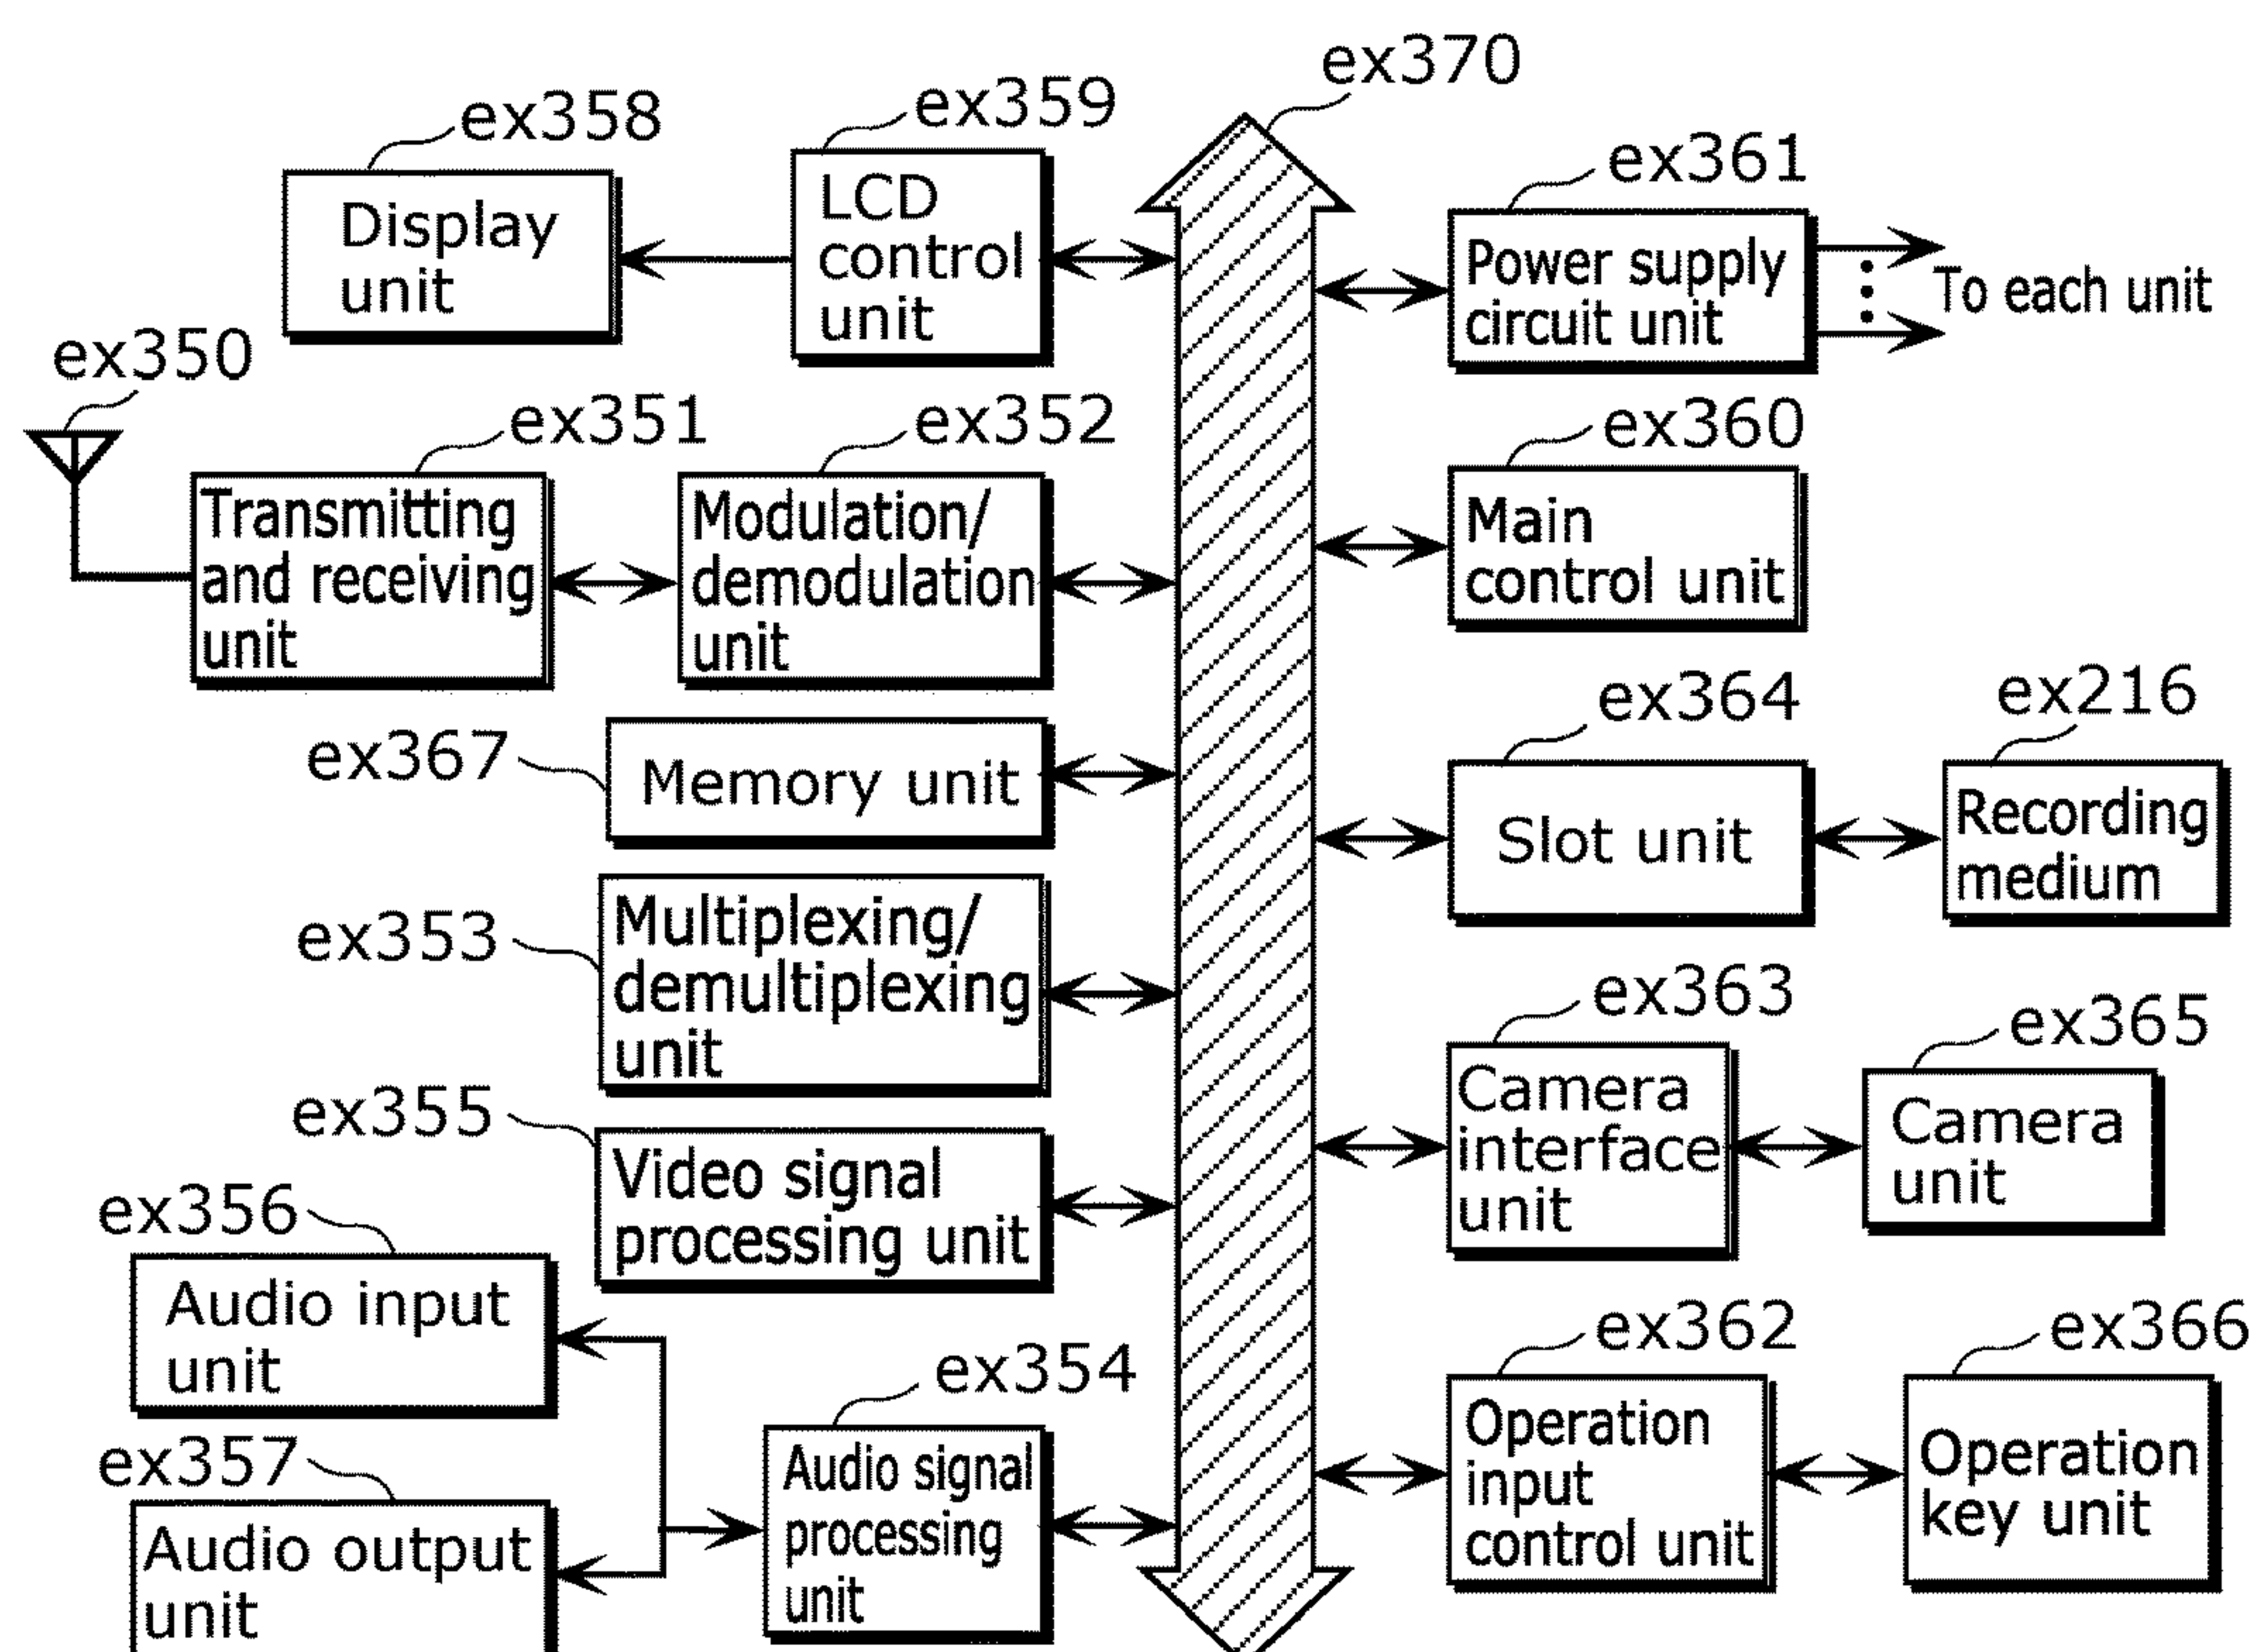 ex370
ex358
ex359
ex361
Display
unit
LCD
control
unit
Power supply
circuit unit
To each unit
ex350
ex351
ex352
ex360
Transmitting
and receiving
unit
Modulation/
demodulation
unit
Main
control unit
ex367
Memory unit
ex364
ex216
Slot unit
Recording
medium
ex353
Multiplexing/
demultiplexing
unit
ex363
ex365
Camera
interface
unit
Camera
unit
ex355
Video signal
processing unit
ex356
Audio input
unit
ex354
ex362
ex366
ex357
Audio output
unit
Audio signal
processing
unit
Operation
input
control unit
Operation
key unit